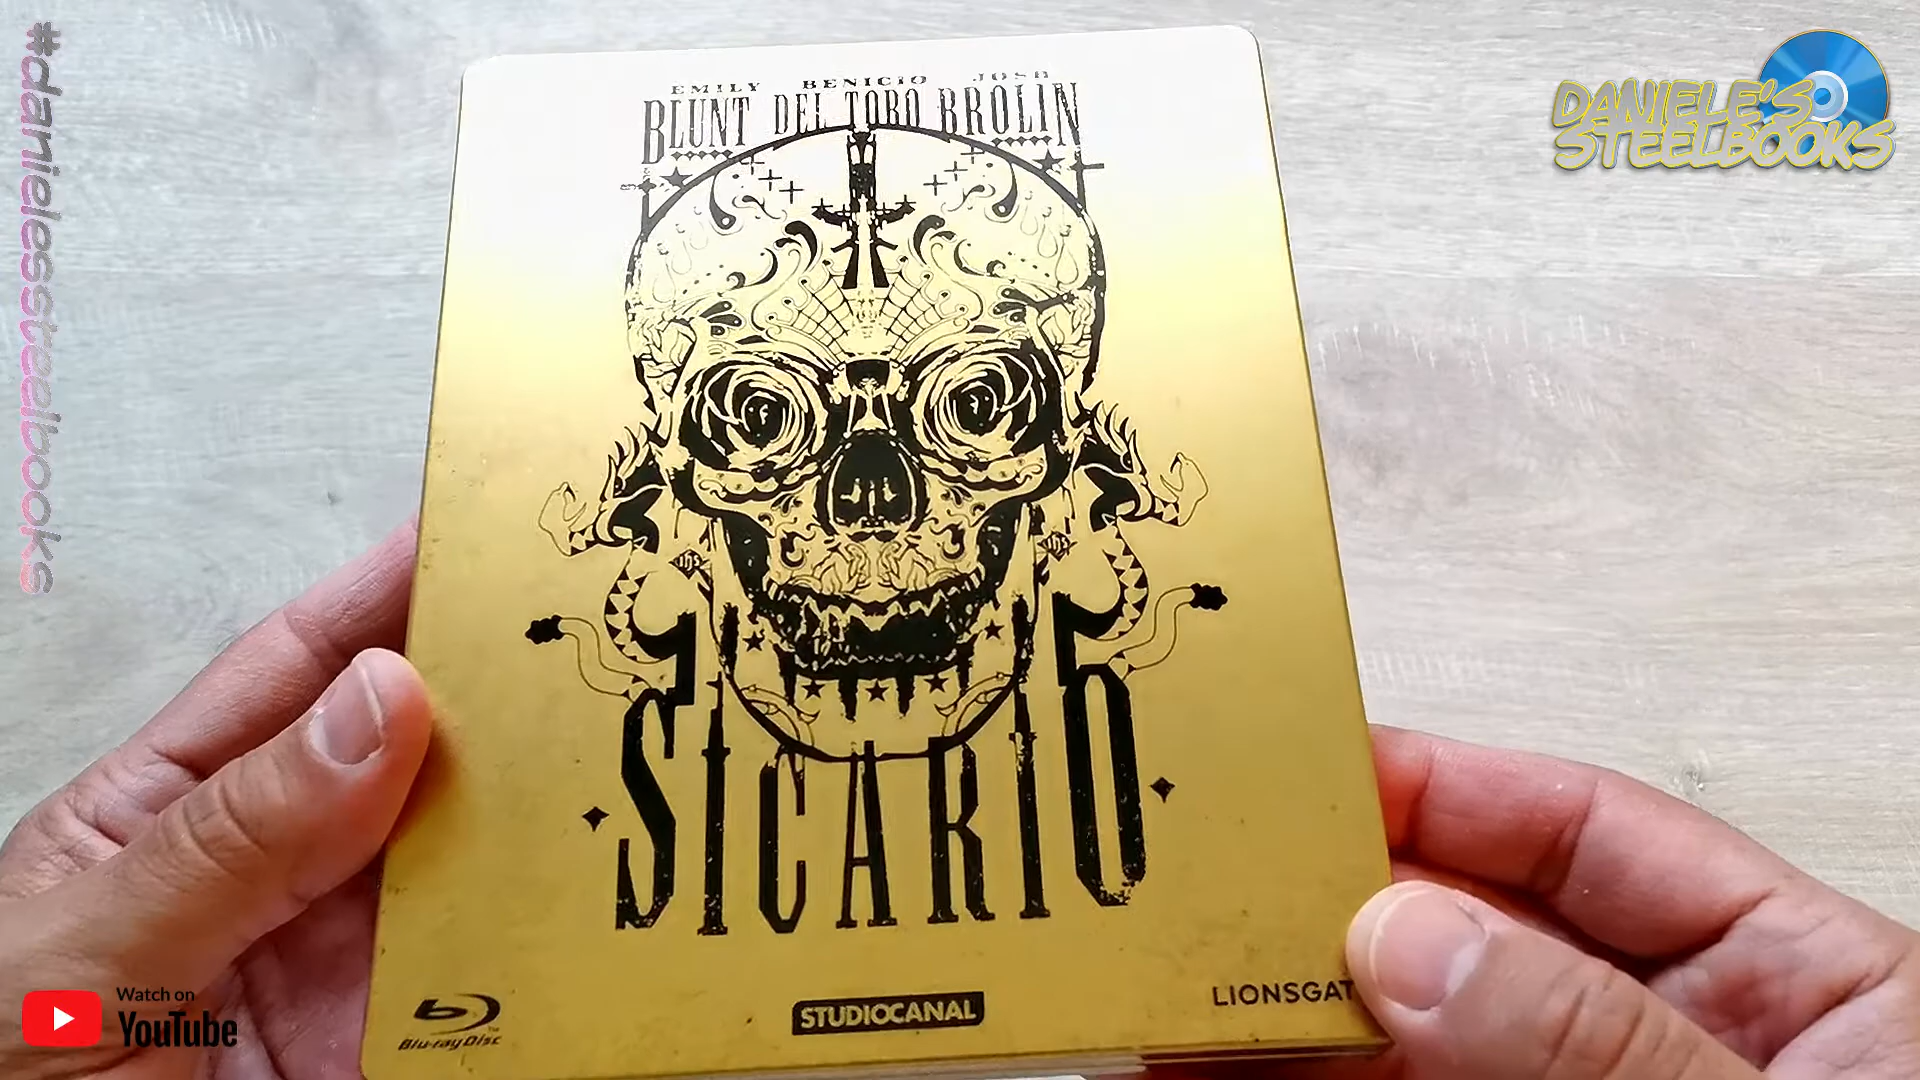 #danielessteelbooks
DANIELE'S
STEELBOOKS
EMILY BENICIO JOSH
BLUNT DEL TORO BROLIN
SICARIO
Blu-ray Disc
STUDIOCANAL
LIONSGAT
Watch on
YouTube